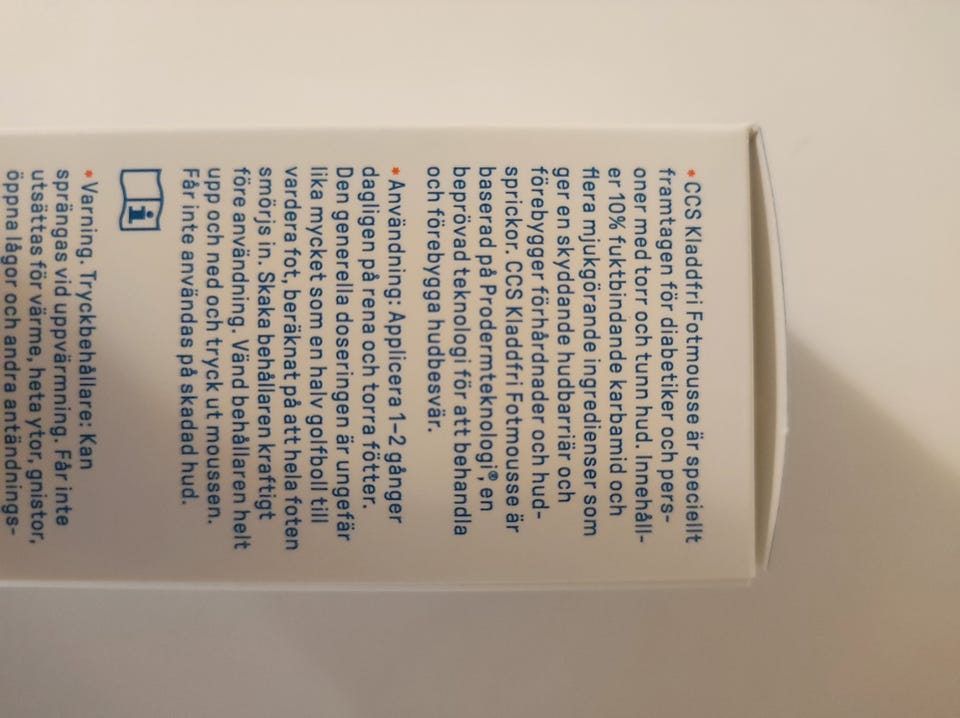 * CCS Kladdfri Fotmousse är speciellt
framtagen för diabetiker och pers-
oner med torr och tunn hud. Innehåll-
er 10% fuktbindande karbamid och
flera mjukgörande ingredienser som
ger en skyddande hudbarriär och
förebygger förhårdnader och hud-
sprickor. CCS Kladdfri Fotmousse är
baserad på Prodermteknologi®, en
beprövad teknologi för att behandla
och förebygga hudbesvär.
* Användning: Applicera 1–2 gånger
dagligen på rena och torra fötter.
Den generella doseringen är ungefär
lika mycket som en halv golfboll till
vardera fot, beräknat på att hela foten
smörjs in. Skaka behållaren kraftigt
före användning. Vänd behållaren helt
upp och ned och tryck ut moussen.
Får inte användas på skadad hud.
i
* Varning. Tryckbehållare: Kan
sprängas vid uppvärmning. Får inte
utsättas för värme, heta ytor, gnistor,
öppna lågor och andra antändnings-